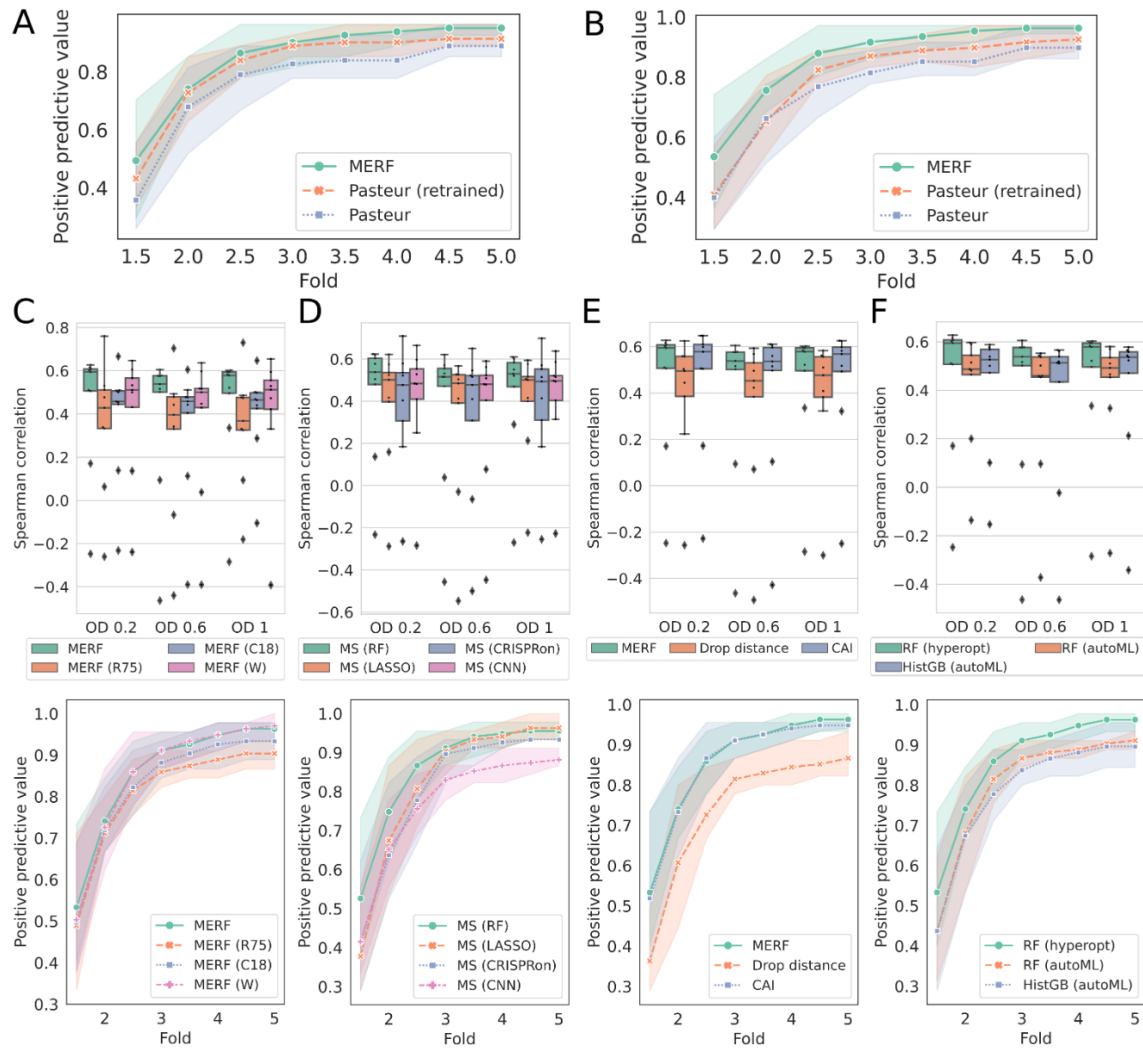 A
Positive predictive value
0.8
0.6
0.4
1.5 2.0 2.5 3.0 3.5 4.0 4.5 5.0
Fold
MERF
Pasteur (retrained)
Pasteur
B
Positive predictive value
1.0
0.8
0.6
0.4
1.5 2.0 2.5 3.0 3.5 4.0 4.5 5.0
Fold
MERF
Pasteur (retrained)
Pasteur
C
Spearman correlation
0.8
0.6
0.4
0.2
0.0
−0.2
−0.4
OD 0.2 OD 0.6 OD 1
MERF MERF (C18)
MERF (R75) MERF (W)
D
Spearman correlation
0.6
0.4
0.2
0.0
−0.2
−0.4
−0.6
OD 0.2 OD 0.6 OD 1
MS (RF) MS (CRISPRon)
MS (LASSO) MS (CNN)
E
Spearman correlation
0.6
0.4
0.2
0.0
−0.2
−0.4
OD 0.2 OD 0.6 OD 1
MERF Drop distance CAI
F
Spearman correlation
0.6
0.4
0.2
0.0
−0.2
−0.4
OD 0.2 OD 0.6 OD 1
RF (hyperopt) RF (autoML)
HistGB (autoML)
Positive predictive value
1.0
0.9
0.8
0.7
0.6
0.5
0.4
0.3
2 3 4 5
Fold
MERF
MERF (R75)
MERF (C18)
MERF (W)
Positive predictive value
1.0
0.9
0.8
0.7
0.6
0.5
0.4
0.3
2 3 4 5
Fold
MS (RF)
MS (LASSO)
MS (CRISPRon)
MS (CNN)
Positive predictive value
1.0
0.9
0.8
0.7
0.6
0.5
0.4
0.3
2 3 4 5
Fold
MERF
Drop distance
CAI
Positive predictive value
1.0
0.9
0.8
0.7
0.6
0.5
0.4
0.3
2 3 4 5
Fold
RF (hyperopt)
RF (autoML)
HistGB (autoML)